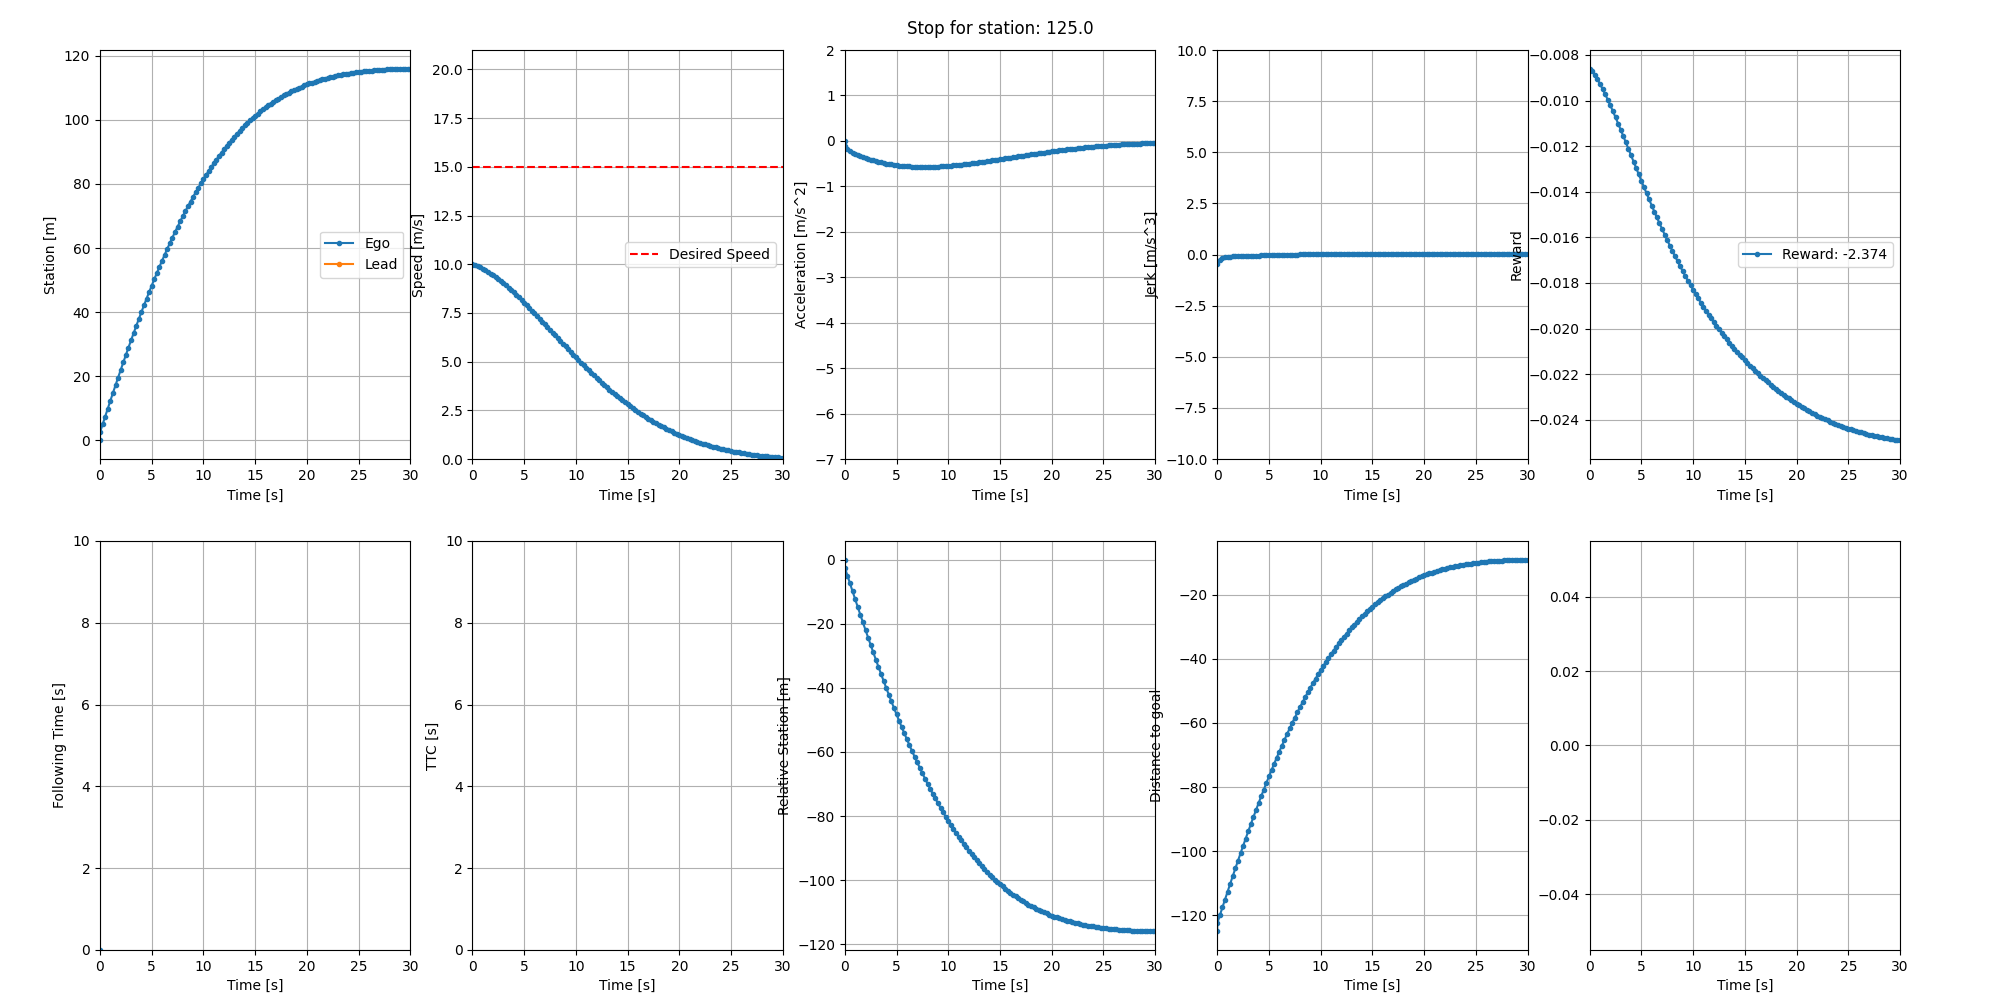 Stop for station: 125.0
Station [m]
120
100
80
60
40
20
0
0 5 10 15 20 25 30
Time [s]
Ego
Lead
Speed [m/s]
20.0
17.5
15.0
12.5
10.0
7.5
5.0
2.5
0.0
0 5 10 15 20 25 30
Time [s]
Desired Speed
Acceleration [m/s^2]
2
1
0
−1
−2
−3
−4
−5
−6
−7
0 5 10 15 20 25 30
Time [s]
Jerk [m/s^3]
10.0
7.5
5.0
2.5
0.0
−2.5
−5.0
−7.5
−10.0
0 5 10 15 20 25 30
Time [s]
Reward
−0.008
−0.010
−0.012
−0.014
−0.016
−0.018
−0.020
−0.022
−0.024
0 5 10 15 20 25 30
Time [s]
Reward: -2.374
Following Time [s]
10
8
6
4
2
0
0 5 10 15 20 25 30
Time [s]
TTC [s]
10
8
6
4
2
0
0 5 10 15 20 25 30
Time [s]
Relative Station [m]
0
−20
−40
−60
−80
−100
−120
0 5 10 15 20 25 30
Time [s]
Distance to goal
−20
−40
−60
−80
−100
−120
0 5 10 15 20 25 30
Time [s]
0.04
0.02
0.00
−0.02
−0.04
0 5 10 15 20 25 30
Time [s]